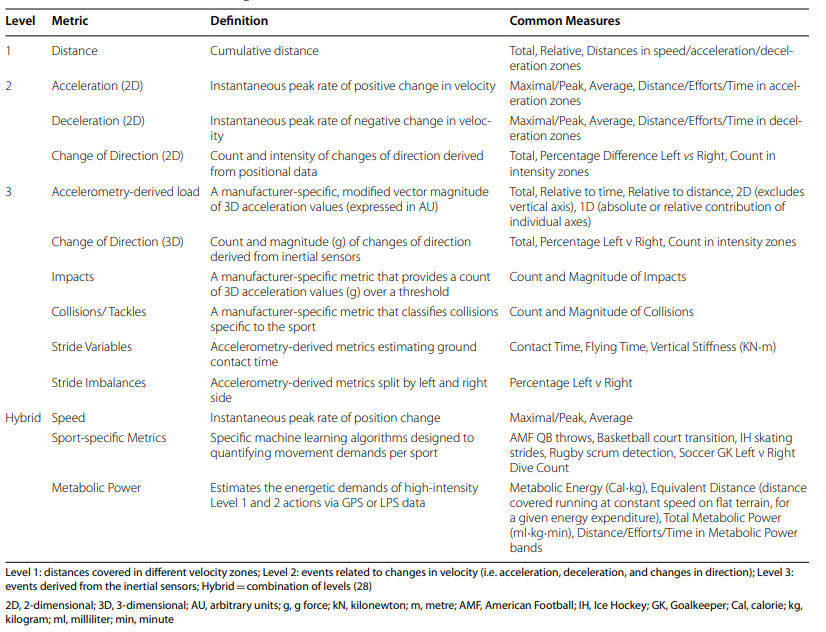 Level Metric Definition Common Measures
1 Distance Cumulative distance Total, Relative, Distances in speed/acceleration/decel-
eration zones
2 Acceleration (2D) Instantaneous peak rate of positive change in velocity Maximal/Peak, Average, Distance/Efforts/Time in accel-
eration zones
Deceleration (2D) Instantaneous peak rate of negative change in veloc- Maximal/Peak, Average, Distance/Efforts/Time in decel-
ity eration zones
Change of Direction (2D) Count and intensity of changes of direction derived Total, Percentage Difference Left vs Right, Count in
from positional data intensity zones
3 Accelerometry-derived load A manufacturer-specific, modified vector magnitude Total, Relative to time, Relative to distance, 2D (excludes
of 3D acceleration values (expressed in AU) vertical axis), 1D (absolute or relative contribution of
individual axes)
Change of Direction (3D) Count and magnitude (g) of changes of direction Total, Percentage Left v Right, Count in intensity zones
derived from inertial sensors
Impacts A manufacturer-specific metric that provides a count Count and Magnitude of Impacts
of 3D acceleration values (g) over a threshold
Collisions/ Tackles A manufacturer-specific metric that classifies collisions Count and Magnitude of Collisions
specific to the sport
Stride Variables Accelerometry-derived metrics estimating ground Contact Time, Flying Time, Vertical Stiffness (KN·m)
contact time
Stride Imbalances Accelerometry-derived metrics split by left and right Percentage Left v Right
side
Hybrid Speed Instantaneous peak rate of position change Maximal/Peak, Average
Sport-specific Metrics Specific machine learning algorithms designed to AMF QB throws, Basketball court transition, IH skating
quantifying movement demands per sport strides, Rugby scrum detection, Soccer GK Left v Right
Dive Count
Metabolic Power Estimates the energetic demands of high-intensity Metabolic Energy (Cal·kg), Equivalent Distance (distance
Level 1 and 2 actions via GPS or LPS data covered running at constant speed on flat terrain, for
a given energy expenditure), Total Metabolic Power
(ml·kg·min), Distance/Efforts/Time in Metabolic Power
bands
Level 1: distances covered in different velocity zones; Level 2: events related to changes in velocity (i.e. acceleration, deceleration, and changes in direction); Level 3:
events derived from the inertial sensors; Hybrid = combination of levels (28)
2D, 2-dimensional; 3D, 3-dimensional; AU, arbitrary units; g, g force; kN, kilonewton; m, metre; AMF, American Football; IH, Ice Hockey; GK, Goalkeeper; Cal, calorie; kg,
kilogram; ml, milliliter; min, minute